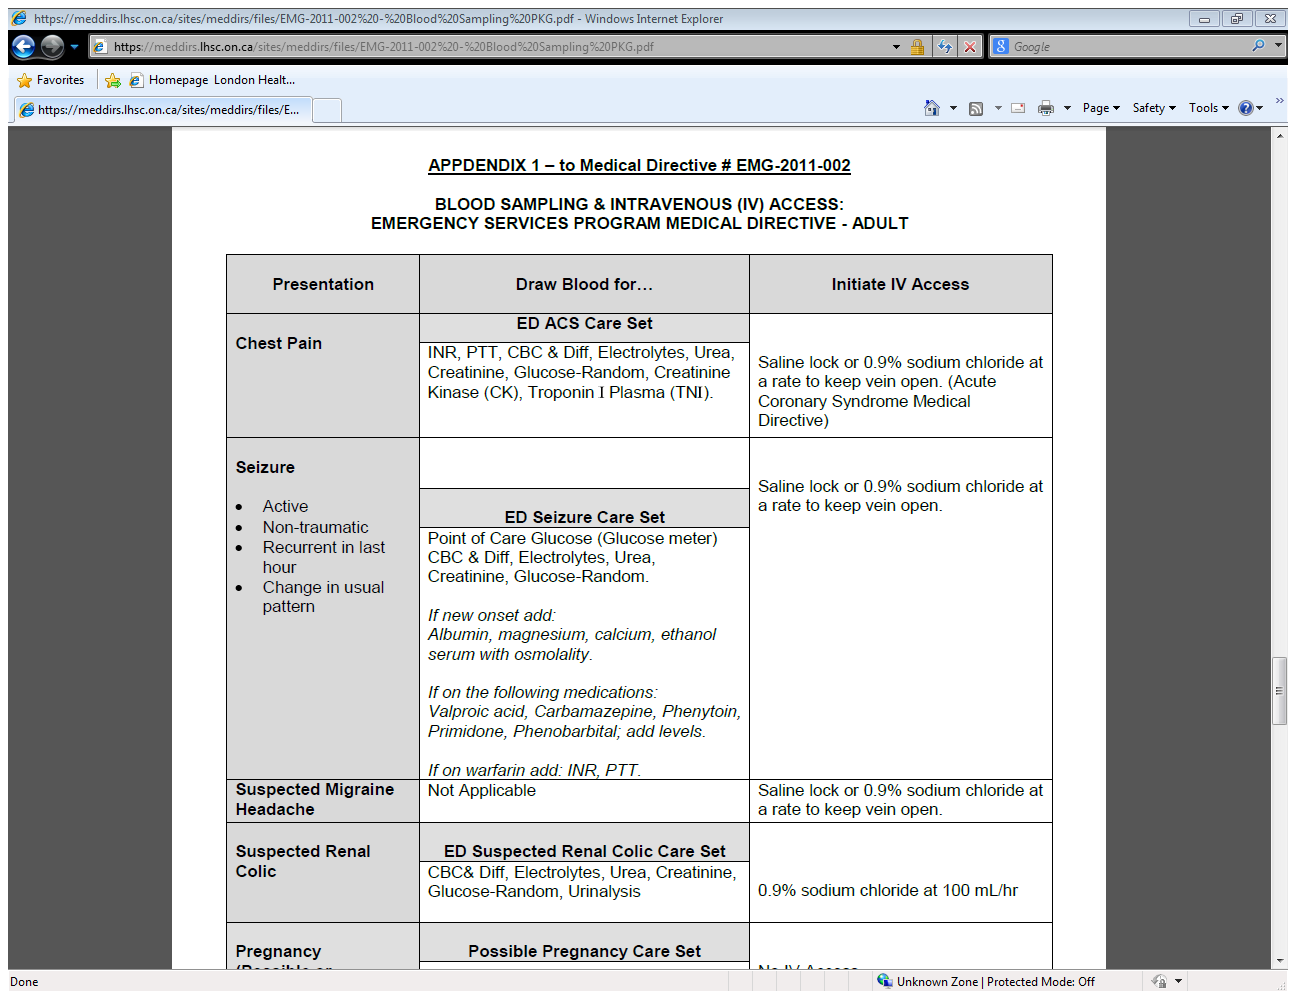 https://meddirs.lhsc.on.ca/sites/meddirs/files/EMG-2011-002%20-%20Blood%20Sampling%20PKG.pdf - Windows Internet Explorer
https://meddirs.lhsc.on.ca/sites/meddirs/files/EMG-2011-002%20-%20Blood%20Sampling%20PKG.pdf
Google
Favorites
Homepage London Healt...
https://meddirs.lhsc.on.ca/sites/meddirs/files/E...
Page
Safety
Tools
APPDENDIX 1 – to Medical Directive # EMG-2011-002
BLOOD SAMPLING & INTRAVENOUS (IV) ACCESS:
EMERGENCY SERVICES PROGRAM MEDICAL DIRECTIVE - ADULT
Presentation
Draw Blood for…
Initiate IV Access
Chest Pain
ED ACS Care Set
INR, PTT, CBC & Diff, Electrolytes, Urea,
Creatinine, Glucose-Random, Creatinine
Kinase (CK), Troponin I Plasma (TNI).
Saline lock or 0.9% sodium chloride at
a rate to keep vein open. (Acute
Coronary Syndrome Medical
Directive)
Seizure
• Active
• Non-traumatic
• Recurrent in last
hour
• Change in usual
pattern
ED Seizure Care Set
Point of Care Glucose (Glucose meter)
CBC & Diff, Electrolytes, Urea,
Creatinine, Glucose-Random.
If new onset add:
Albumin, magnesium, calcium, ethanol
serum with osmolality.
If on the following medications:
Valproic acid, Carbamazepine, Phenytoin,
Primidone, Phenobarbital; add levels.
If on warfarin add: INR, PTT.
Saline lock or 0.9% sodium chloride at
a rate to keep vein open.
Suspected Migraine
Headache
Not Applicable
Saline lock or 0.9% sodium chloride at
a rate to keep vein open.
Suspected Renal
Colic
ED Suspected Renal Colic Care Set
CBC& Diff, Electrolytes, Urea, Creatinine,
Glucose-Random, Urinalysis
0.9% sodium chloride at 100 mL/hr
Pregnancy
(Possible or
Possible Pregnancy Care Set
No IV Access
Done
Unknown Zone | Protected Mode: Off